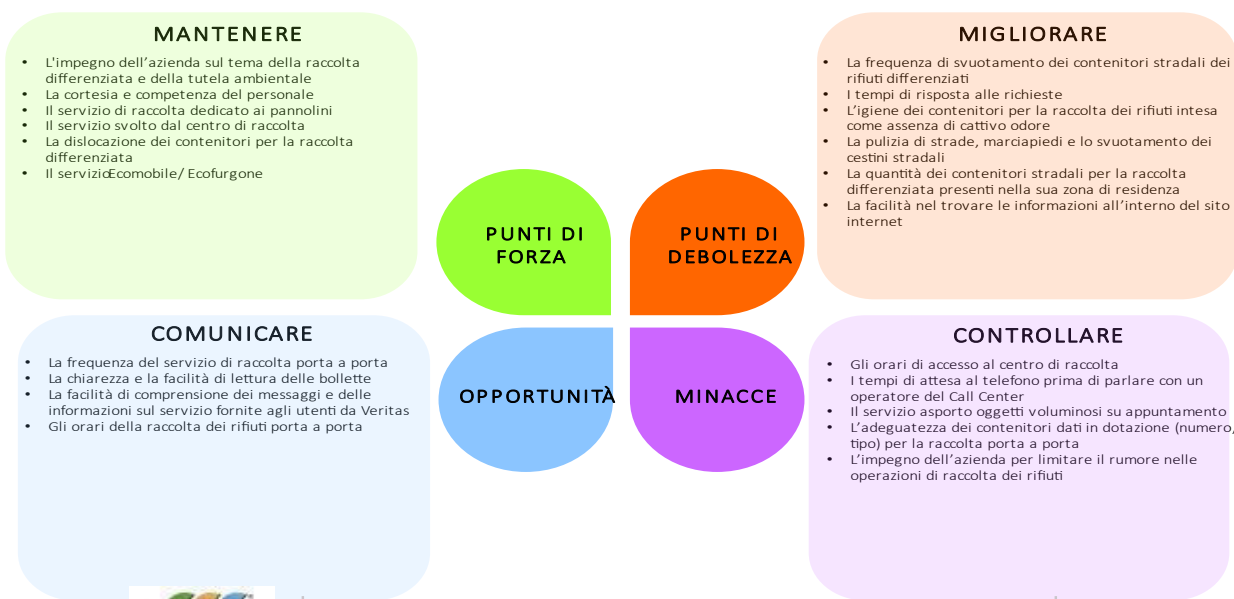 MANTENERE
• L'impegno dell’azienda sul tema della raccolta
differenziata e della tutela ambientale
• La cortesia e competenza del personale
• Il servizio di raccolta dedicato ai pannolini
• Il servizio svolto dal centro di raccolta
• La dislocazione dei contenitori per la raccolta
differenziata
• Il servizioEcomobile/ Ecofurgone
MIGLIORARE
• La frequenza di svuotamento dei contenitori stradali dei
rifiuti differenziati
• I tempi di risposta alle richieste
• L’igiene dei contenitori per la raccolta dei rifiuti intesa
come assenza di cattivo odore
• La pulizia di strade, marciapiedi e lo svuotamento dei
cestini stradali
• La quantità dei contenitori stradali per la raccolta
differenziata presenti nella sua zona di residenza
• La facilità nel trovare le informazioni all’interno del sito
internet
PUNTI DI
FORZA
PUNTI DI
DEBOLEZZA
OPPORTUNITÀ
MINACCE
COMUNICARE
• La frequenza del servizio di raccolta porta a porta
• La chiarezza e la facilità di lettura delle bollette
• La facilità di comprensione dei messaggi e delle
informazioni sul servizio fornite agli utenti da Veritas
• Gli orari della raccolta dei rifiuti porta a porta
CONTROLLARE
• Gli orari di accesso al centro di raccolta
• I tempi di attesa al telefono prima di parlare con un
operatore del Call Center
• Il servizio asporto oggetti voluminosi su appuntamento
• L’adeguatezza dei contenitori dati in dotazione (numero,
tipo) per la raccolta porta a porta
• L’impegno dell’azienda per limitare il rumore nelle
operazioni di raccolta dei rifiuti